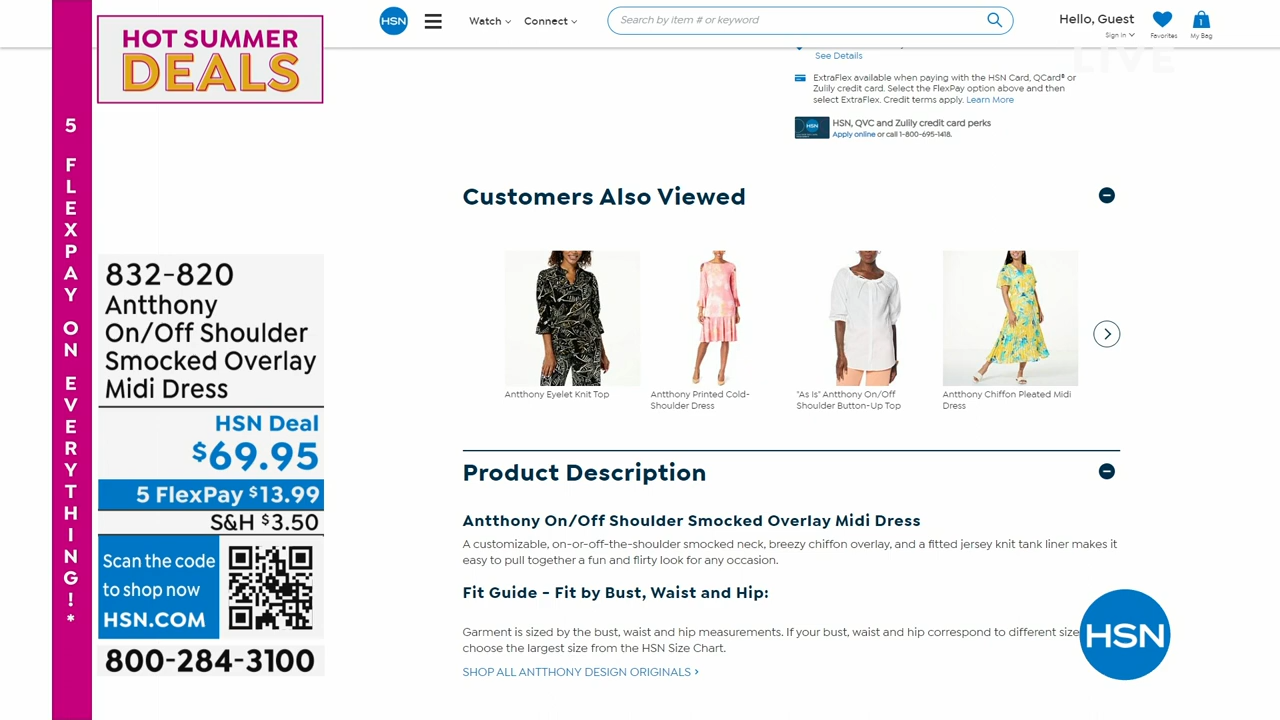 HOT SUMMER
DEALS
5 FLEXPAY ON EVERYTHING!*
832-820
Antthony
On/Off Shoulder
Smocked Overlay
Midi Dress
HSN Deal
$69.95
5 FlexPay $13.99
S&H $3.50
Scan the code
to shop now
HSN.COM
800-284-3100
HSN
Watch
Connect
Search by item # or keyword
Hello, Guest
Sign In
Favorites
1
My Bag
LIVE
See Details
ExtraFlex available when paying with the HSN Card, QCard® or
Zulily credit card. Select the FlexPay option above and then
select ExtraFlex. Credit terms apply. Learn More
HSN, QVC and Zulily credit card perks
Apply online or call 1-800-695-1418.
Customers Also Viewed
Antthony Eyelet Knit Top
Antthony Printed Cold-
Shoulder Dress
"As Is" Antthony On/Off
Shoulder Button-Up Top
Antthony Chiffon Pleated Midi
Dress
Product Description
Antthony On/Off Shoulder Smocked Overlay Midi Dress
A customizable, on-or-off-the-shoulder smocked neck, breezy chiffon overlay, and a fitted jersey knit tank liner makes it
easy to pull together a fun and flirty look for any occasion.
Fit Guide - Fit by Bust, Waist and Hip:
Garment is sized by the bust, waist and hip measurements. If your bust, waist and hip correspond to different size
choose the largest size from the HSN Size Chart.
SHOP ALL ANTTHONY DESIGN ORIGINALS >
HSN